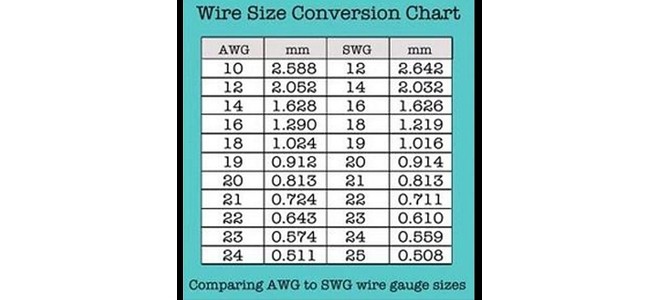 Wire Size Conversion Chart
AWG mm SWG mm
10 2.588 12 2.642
12 2.052 14 2.032
14 1.628 16 1.626
16 1.290 18 1.219
18 1.024 19 1.016
19 0.912 20 0.914
20 0.813 21 0.813
21 0.724 22 0.711
22 0.643 23 0.610
23 0.574 24 0.559
24 0.511 25 0.508
Comparing AWG to SWG wire gauge sizes